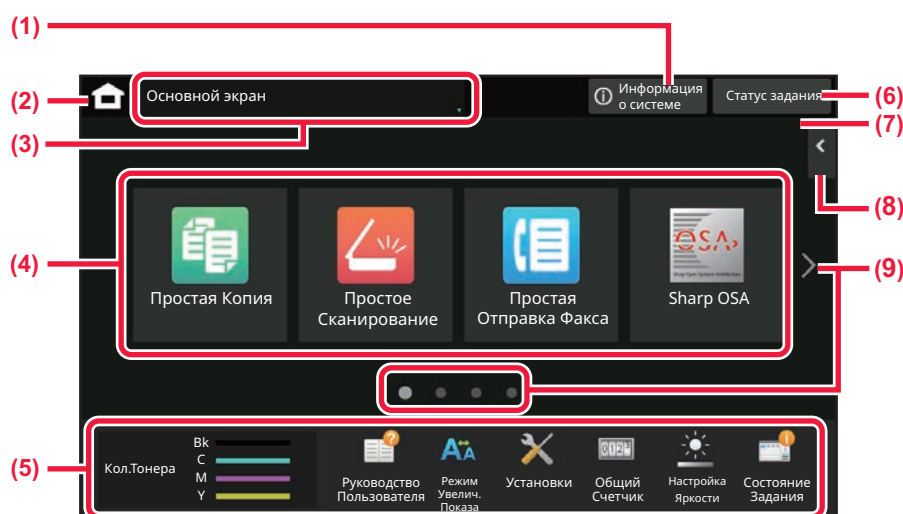 (1)
(2)
Основной экран
Информация
о системе
Статус задания
(6)
(3)
(7)
(8)
(4)
(9)
Простая Копия
Простое
Сканирование
Простая
Отправка Факса
OSA
Sharp OSA
(5)
Кол.Тонера
Bk
C
M
Y
Руководство
Пользователя
Режим
Увелич.
Показа
Установки
Общий
Счетчик
Настройка
Яркости
Состояние
Задания